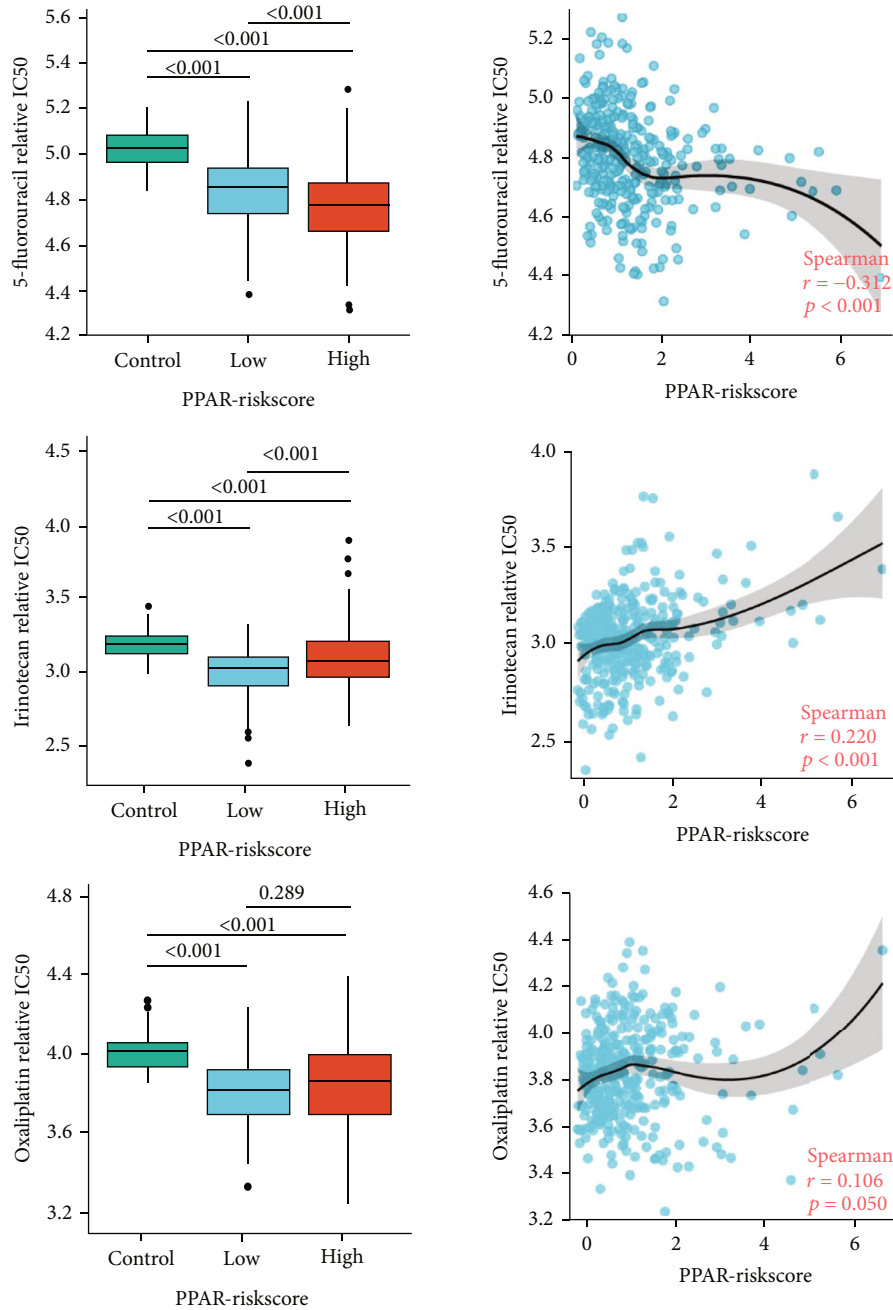 5-fluorouracil relative IC50
5.6
5.4
5.2
5.0
4.8
4.6
4.4
4.2
<0.001
<0.001
<0.001
Control
Low
High
PPAR-riskscore
5-fluorouracil relative IC50
5.2
5.0
4.8
4.6
4.4
4.2
Spearman
r = −0.312
p < 0.001
0
2
4
6
PPAR-riskscore
Irinotecan relative IC50
4.5
4.0
3.5
3.0
2.5
<0.001
<0.001
<0.001
Control
Low
High
PPAR-riskscore
Irinotecan relative IC50
4.0
3.5
3.0
2.5
Spearman
r = 0.220
p < 0.001
0
2
4
6
PPAR-riskscore
Oxaliplatin relative IC50
4.8
4.4
4.0
3.6
3.2
0.289
<0.001
<0.001
Control
Low
High
PPAR-riskscore
Oxaliplatin relative IC50
4.6
4.4
4.2
4.0
3.8
3.6
3.4
3.2
Spearman
r = 0.106
p = 0.050
0
2
4
6
PPAR-riskscore